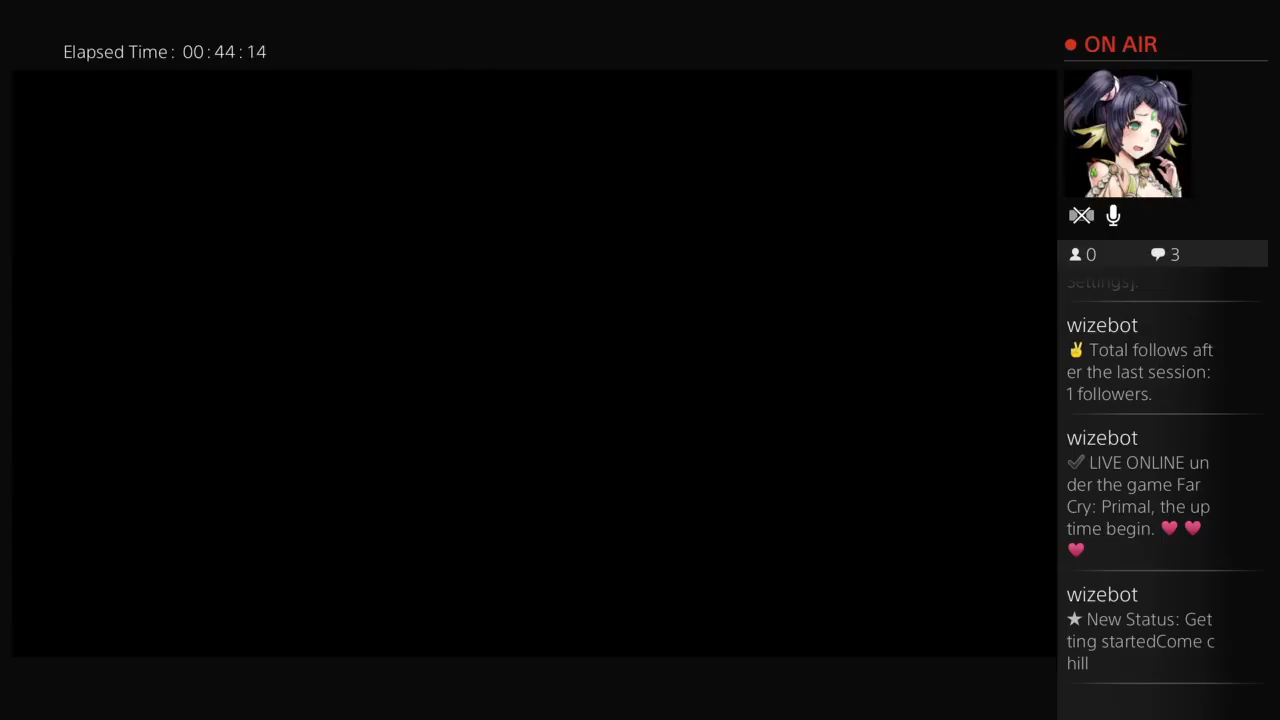 Elapsed Time: 00:44:14
ON AIR
0 3
Settings].
wizebot
✌ Total follows aft
er the last session:
1 followers.
wizebot
✔ LIVE ONLINE un
der the game Far
Cry: Primal, the up
time begin. 💗 💗
💗
wizebot
★ New Status: Get
ting startedCome c
hill